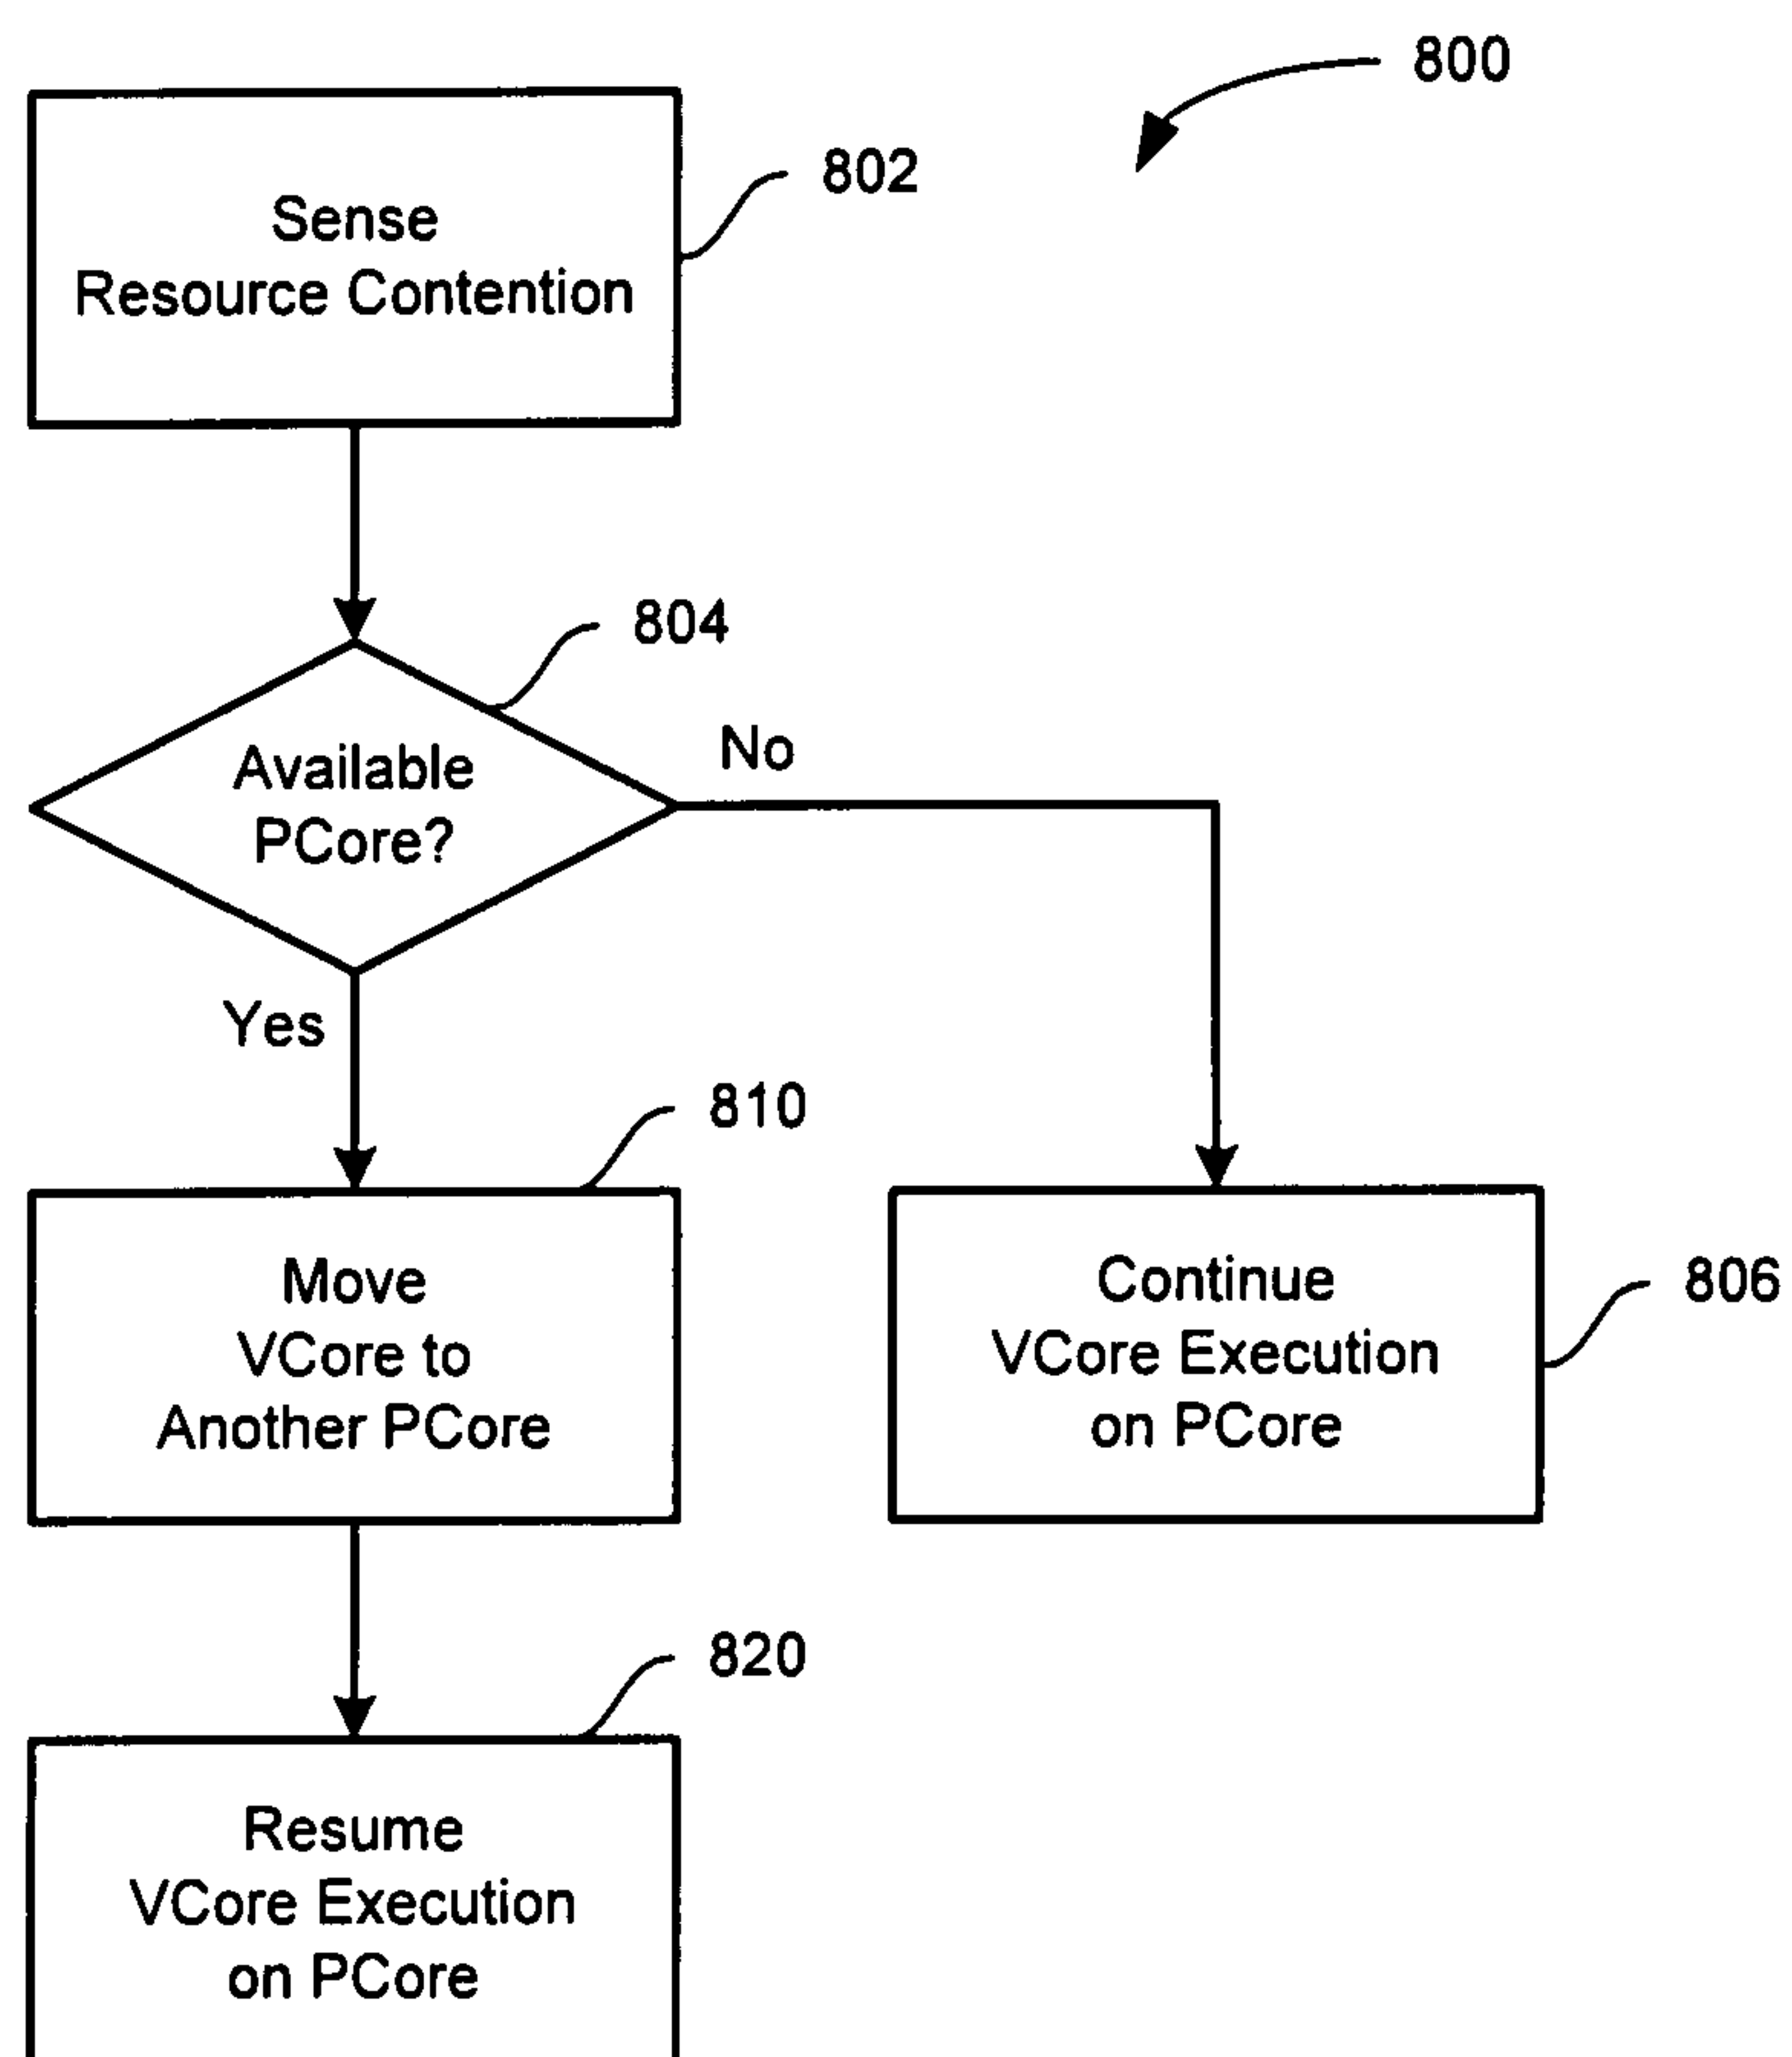 800
Sense
Resource Contention
802
804
Available
PCore?
No
Yes
810
Move
VCore to
Another PCore
Continue
VCore Execution
on PCore
806
820
Resume
VCore Execution
on PCore